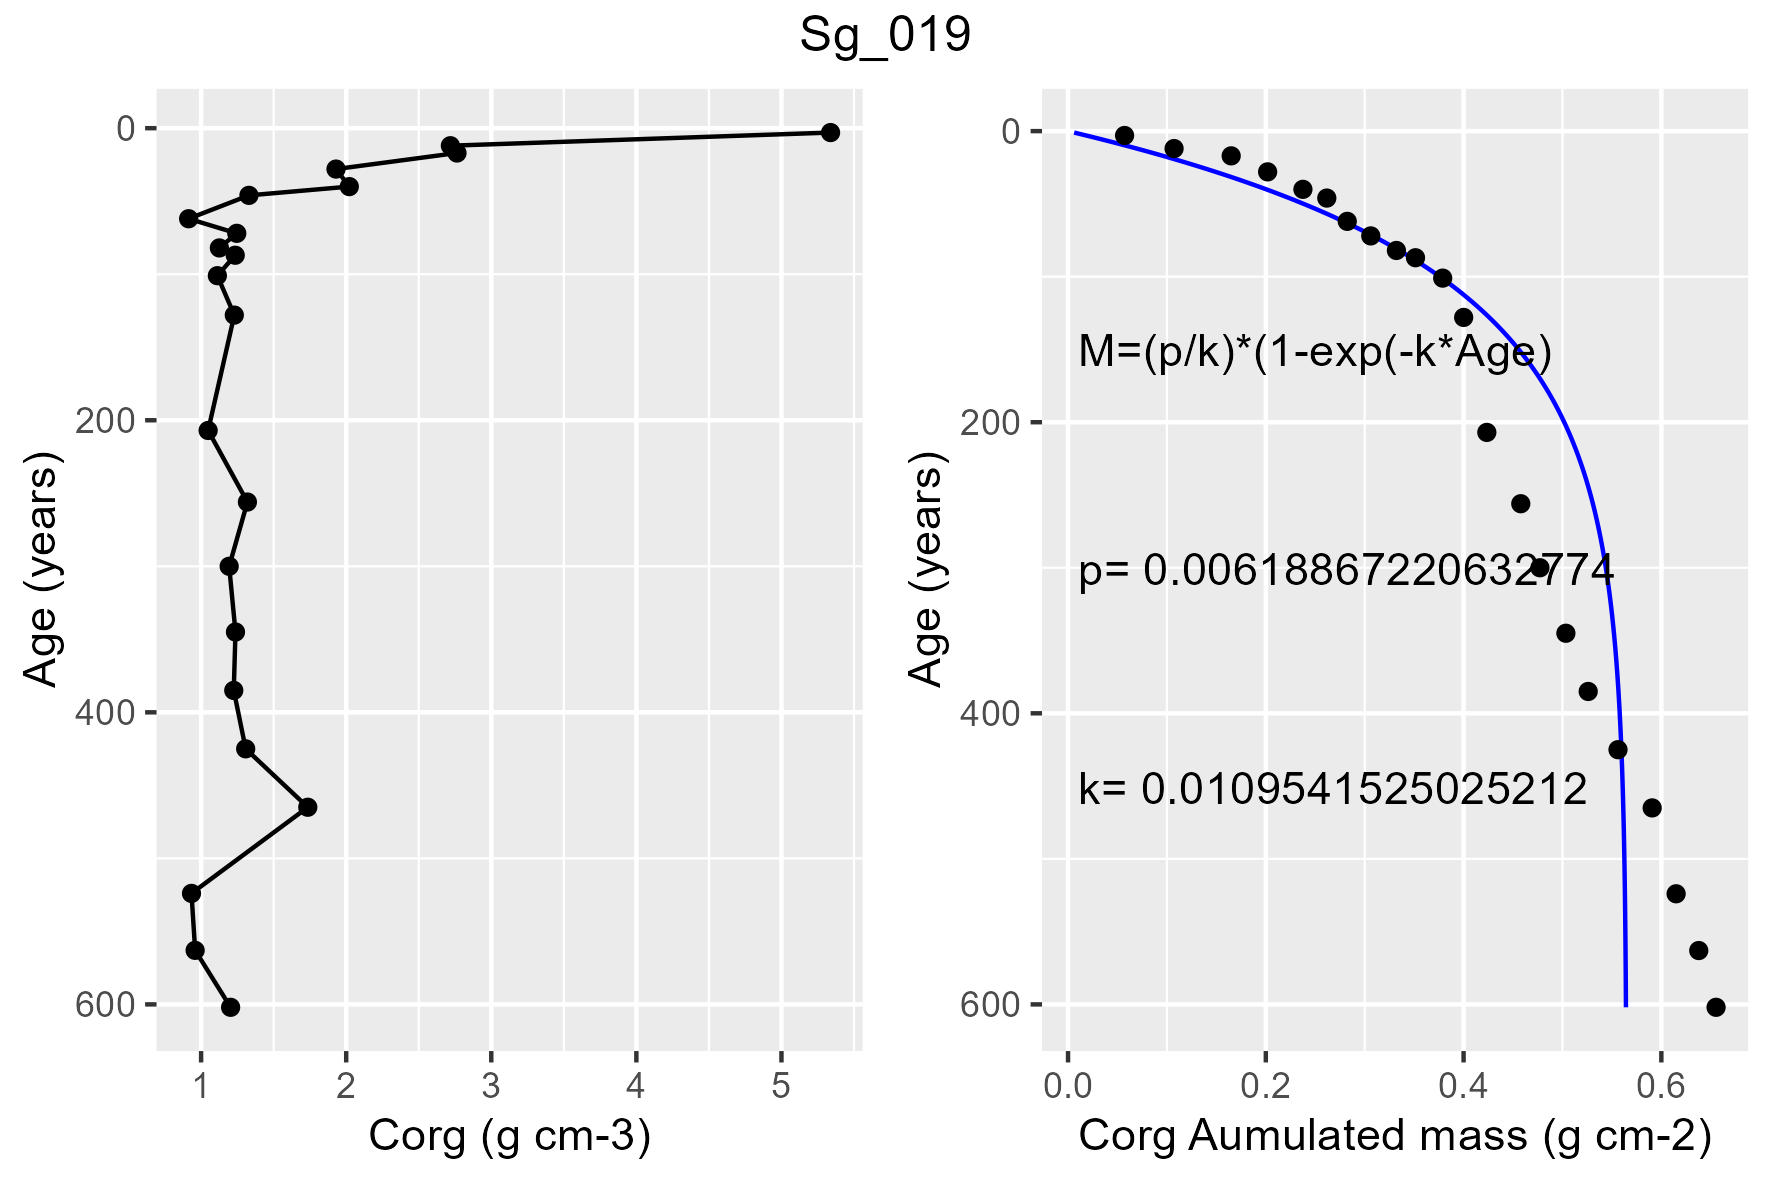 Sg_019
0
200
400
600
Age (years)
1 2 3 4 5
Corg (g cm-3)
0
200
400
600
Age (years)
M=(p/k)*(1-exp(-k*Age)
p= 0.00618867220632774
k= 0.0109541525025212
0.0 0.2 0.4 0.6
Corg Aumulated mass (g cm-2)